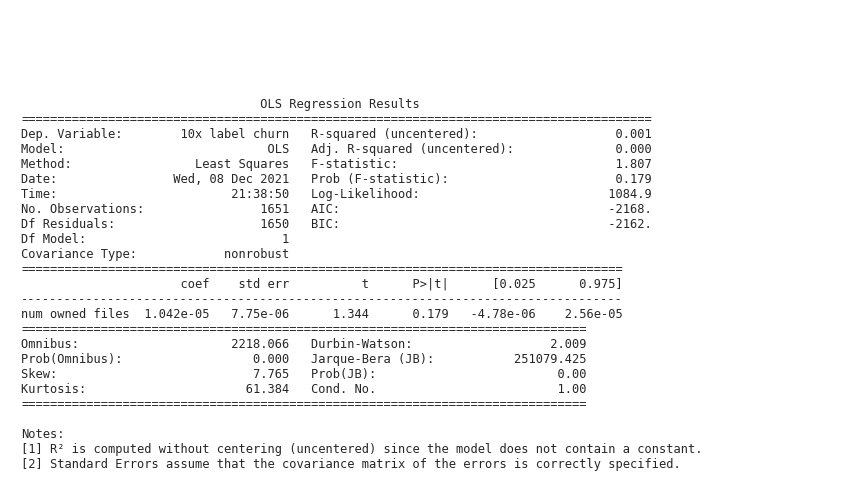 OLS Regression Results
=======================================================================================
Dep. Variable:        10x label churn   R-squared (uncentered):                   0.001
Model:                            OLS   Adj. R-squared (uncentered):              0.000
Method:                 Least Squares   F-statistic:                              1.807
Date:                Wed, 08 Dec 2021   Prob (F-statistic):                       0.179
Time:                        21:38:50   Log-Likelihood:                          1084.9
No. Observations:                1651   AIC:                                     -2168.
Df Residuals:                    1650   BIC:                                     -2162.
Df Model:                           1
Covariance Type:            nonrobust
===================================================================================
                      coef    std err          t      P>|t|      [0.025      0.975]
-----------------------------------------------------------------------------------
num owned files  1.042e-05   7.75e-06      1.344      0.179   -4.78e-06    2.56e-05
==============================================================================
Omnibus:                     2218.066   Durbin-Watson:                   2.009
Prob(Omnibus):                  0.000   Jarque-Bera (JB):           251079.425
Skew:                           7.765   Prob(JB):                         0.00
Kurtosis:                      61.384   Cond. No.                         1.00
==============================================================================

Notes:
[1] R² is computed without centering (uncentered) since the model does not contain a constant.
[2] Standard Errors assume that the covariance matrix of the errors is correctly specified.